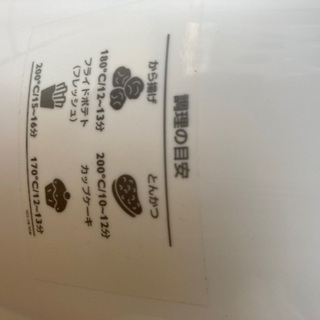 調理の目安
から揚げ
180°C/12~13分
とんかつ
200°C/10~12分
フライドポテト
(フレッシュ)
200°C/15~16分
カップケーキ
170°C/12~13分